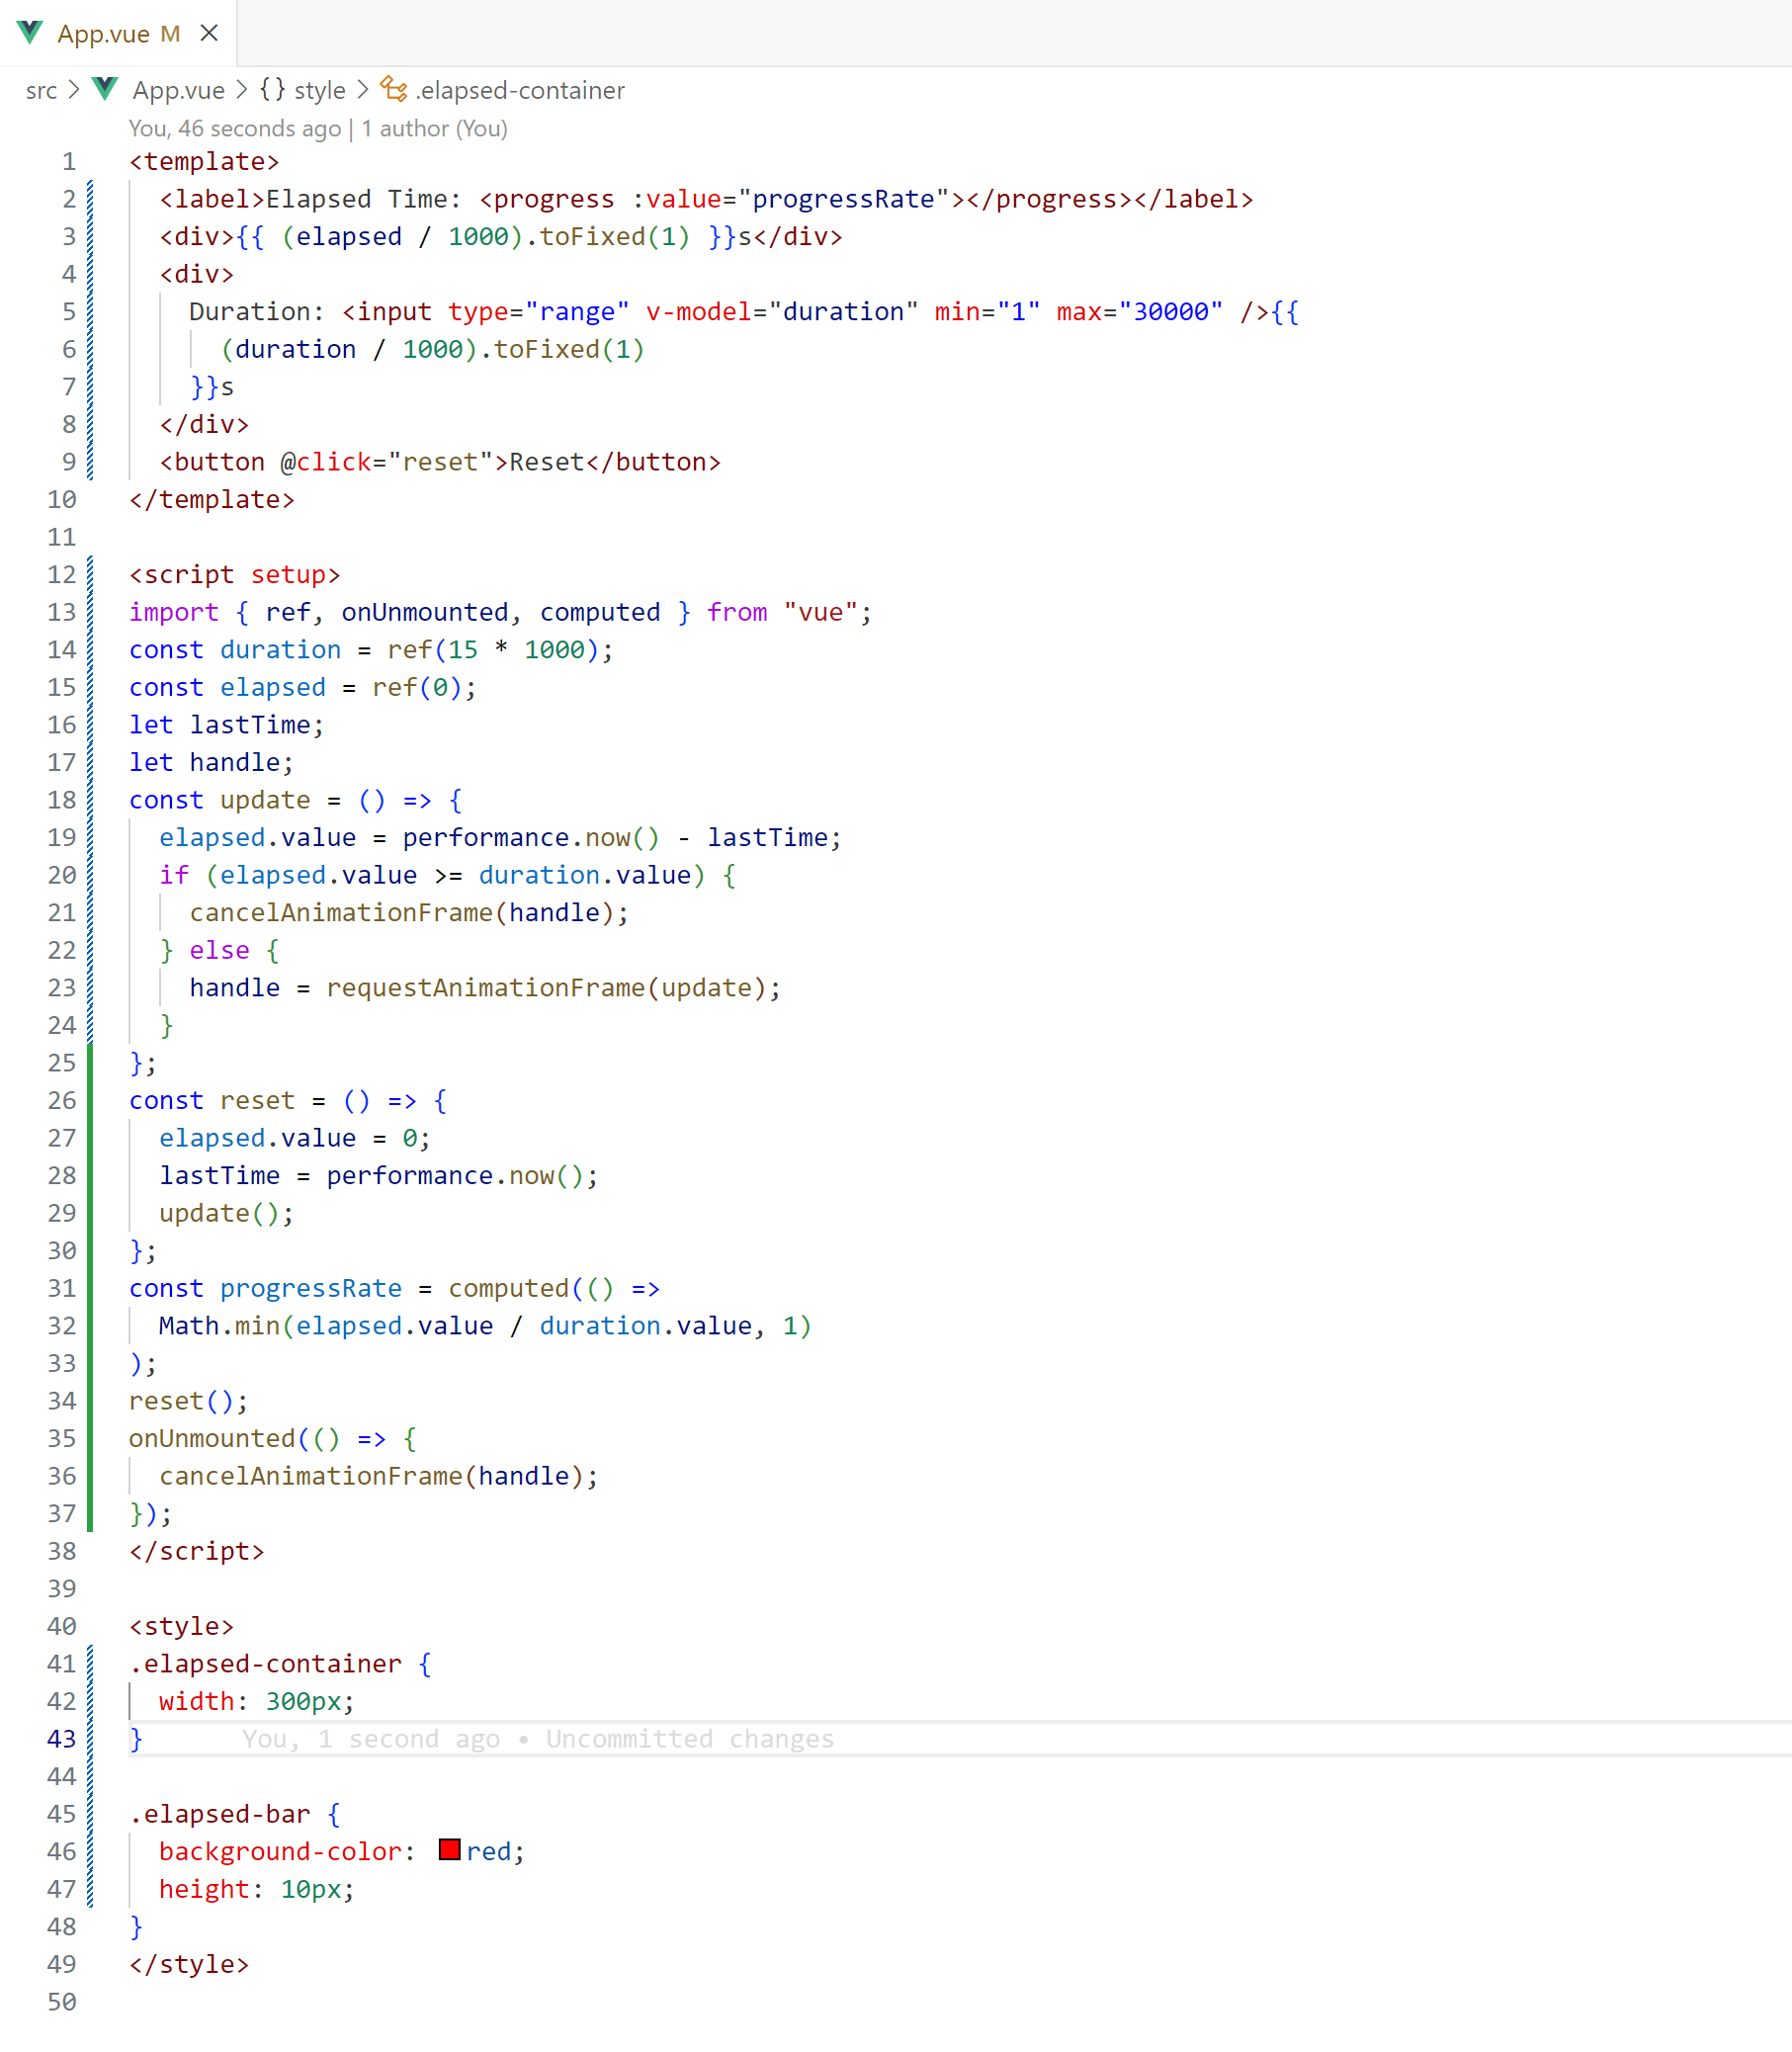 App.vue M
src > App.vue > {} style > .elapsed-container
You, 46 seconds ago | 1 author (You)
1 <template>
2   <label>Elapsed Time: <progress :value="progressRate"></progress></label>
3   <div>{{ (elapsed / 1000).toFixed(1) }}s</div>
4   <div>
5     Duration: <input type="range" v-model="duration" min="1" max="30000" />{{
6       (duration / 1000).toFixed(1)
7     }}s
8   </div>
9   <button @click="reset">Reset</button>
10 </template>
11
12 <script setup>
13 import { ref, onUnmounted, computed } from "vue";
14 const duration = ref(15 * 1000);
15 const elapsed = ref(0);
16 let lastTime;
17 let handle;
18 const update = () => {
19   elapsed.value = performance.now() - lastTime;
20   if (elapsed.value >= duration.value) {
21     cancelAnimationFrame(handle);
22   } else {
23     handle = requestAnimationFrame(update);
24   }
25 };
26 const reset = () => {
27   elapsed.value = 0;
28   lastTime = performance.now();
29   update();
30 };
31 const progressRate = computed(() =>
32   Math.min(elapsed.value / duration.value, 1)
33 );
34 reset();
35 onUnmounted(() => {
36   cancelAnimationFrame(handle);
37 });
38 </script>
39
40 <style>
41 .elapsed-container {
42   width: 300px;
43 } You, 1 second ago • Uncommitted changes
44
45 .elapsed-bar {
46   background-color: red;
47   height: 10px;
48 }
49 </style>
50